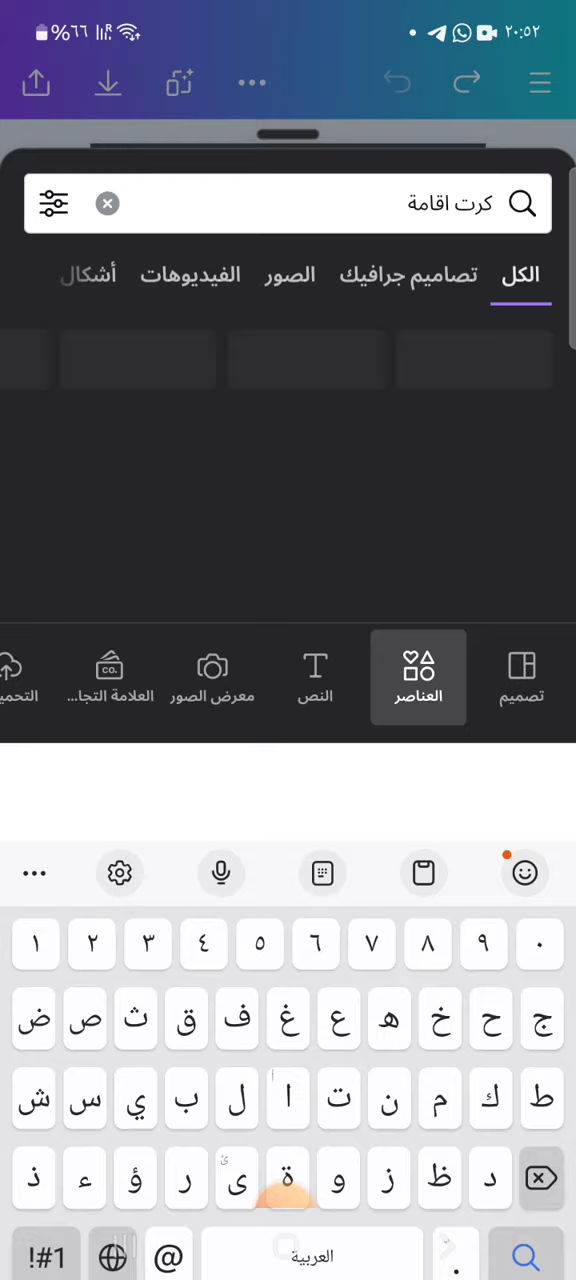 %٦٦ ٢٠:٥٢
كرت اقامة
الكل تصاميم جرافيك الصور الفيديوهات أشكال
CO.
تصميم العناصر النص معرض الصور العلامة التجا... التحمي
١ ٢ ٣ ٤ ٥ ٦ ٧ ٨ ٩ ٠
ض ص ث ق ف غ ع ه خ ح ج
ش س ي ب ل ا ت ن م ك ط
ذ ء ؤ ر ى ة و ز ظ د
!#1 @ العربية .